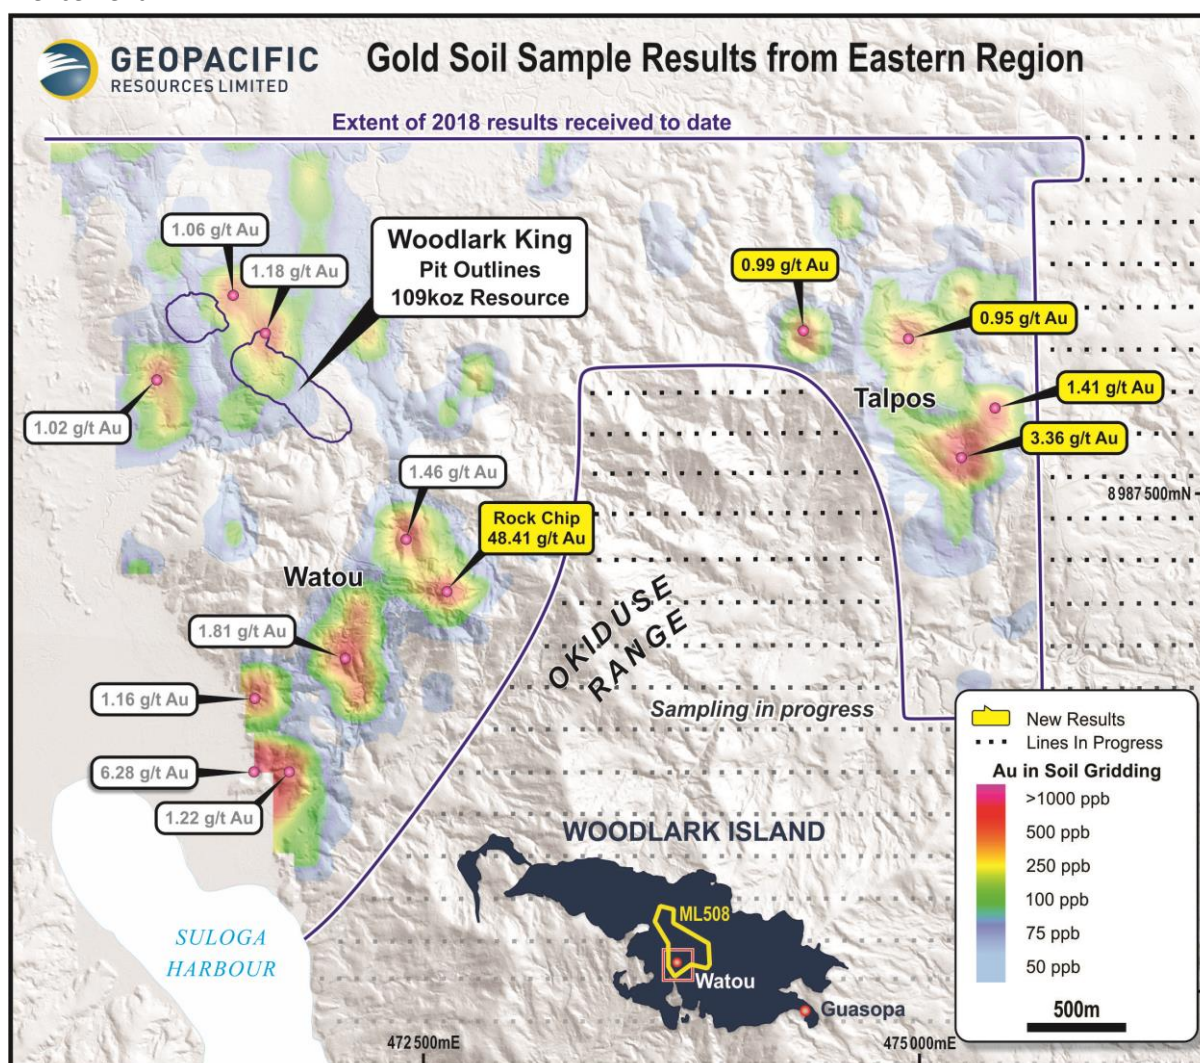 GEOPACIFIC
RESOURCES LIMITED
Gold Soil Sample Results from Eastern Region
Extent of 2018 results received to date
1.06 g/t Au
1.18 g/t Au
Woodlark King
Pit Outlines
109koz Resource
0.99 g/t Au
0.95 g/t Au
1.02 g/t Au
Talpos
1.41 g/t Au
3.36 g/t Au
1.46 g/t Au
8 987 500mN
Rock Chip
48.41 g/t Au
Watou
1.81 g/t Au
OKIDUSE
RANGE
1.16 g/t Au
Sampling in progress
6.28 g/t Au
1.22 g/t Au
New Results
Lines In Progress
Au in Soil Gridding
>1000 ppb
500 ppb
250 ppb
100 ppb
75 ppb
50 ppb
500m
WOODLARK ISLAND
ML508
Watou
Guasopa
SULOGA
HARBOUR
472 500mE
475 000mE